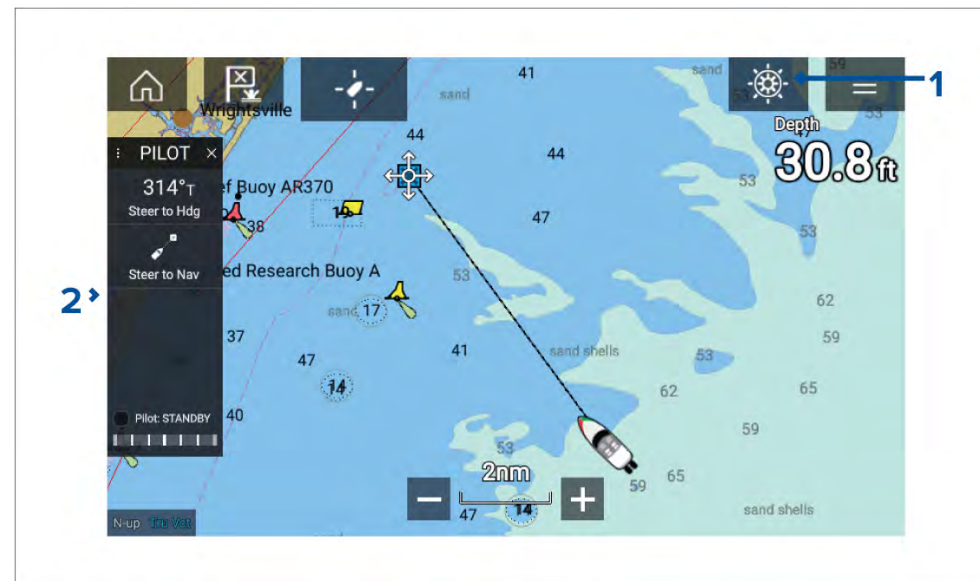 41
sand
59
1
53
Wrightsville
Depth
30.8 ft
47
44
44
53
PILOT
314°T
Steer to Hdg
ef Buoy AR370
19
38
47
53
Steer to Nav
ed Research Buoy A
53
2
sand
17
62
37
59
47
41
sand shells
53
14
62
65
Pilot: STANDBY
40
59
53
2nm
65
59
47
14
sand shells
N-up